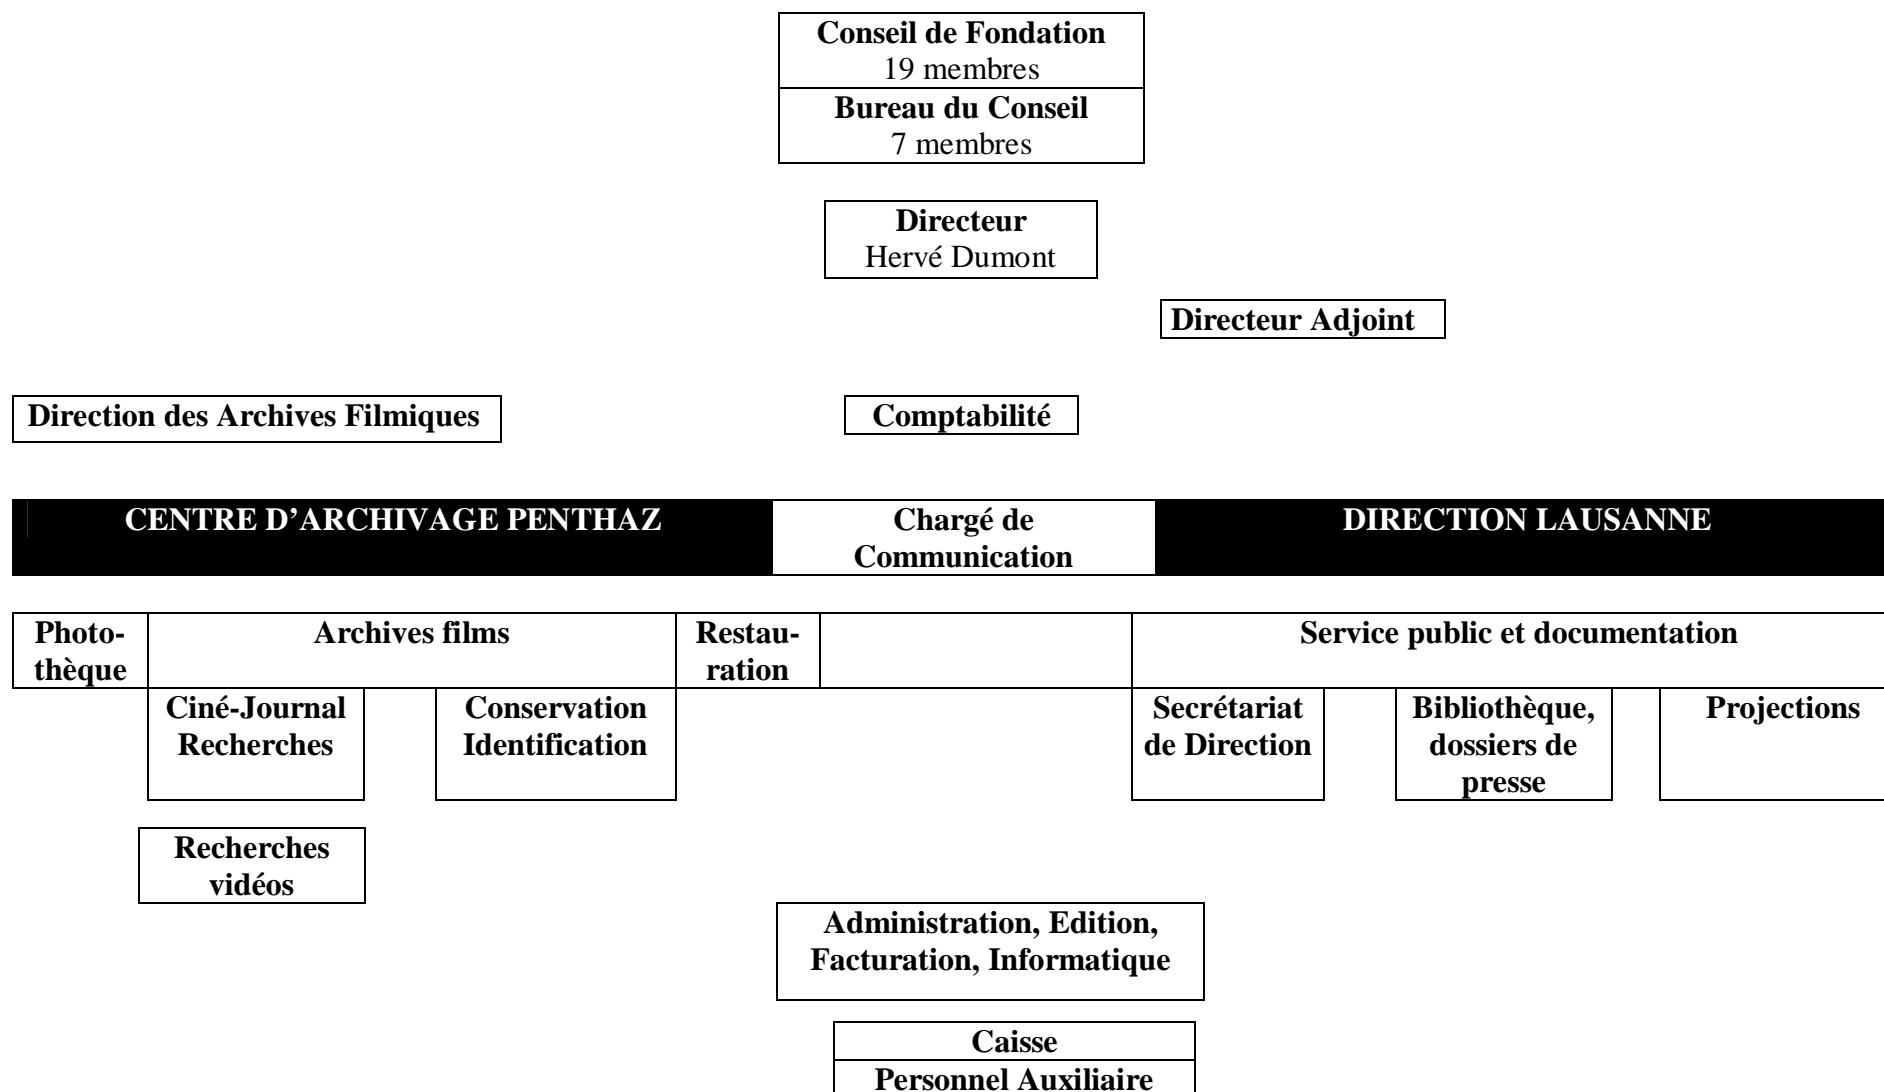 Conseil de Fondation
19 membres
Bureau du Conseil
7 membres
Directeur
Hervé Dumont
Directeur Adjoint
Direction des Archives Filmiques
Comptabilité
CENTRE D’ARCHIVAGE PENTHAZ
Chargé de
Communication
DIRECTION LAUSANNE
Photo-
thèque
Archives films
Restau-
ration
Service public et documentation
Ciné-Journal
Recherches
Conservation
Identification
Secrétariat
de Direction
Bibliothèque,
dossiers de
presse
Projections
Recherches
vidéos
Administration, Edition,
Facturation, Informatique
Caisse
Personnel Auxiliaire